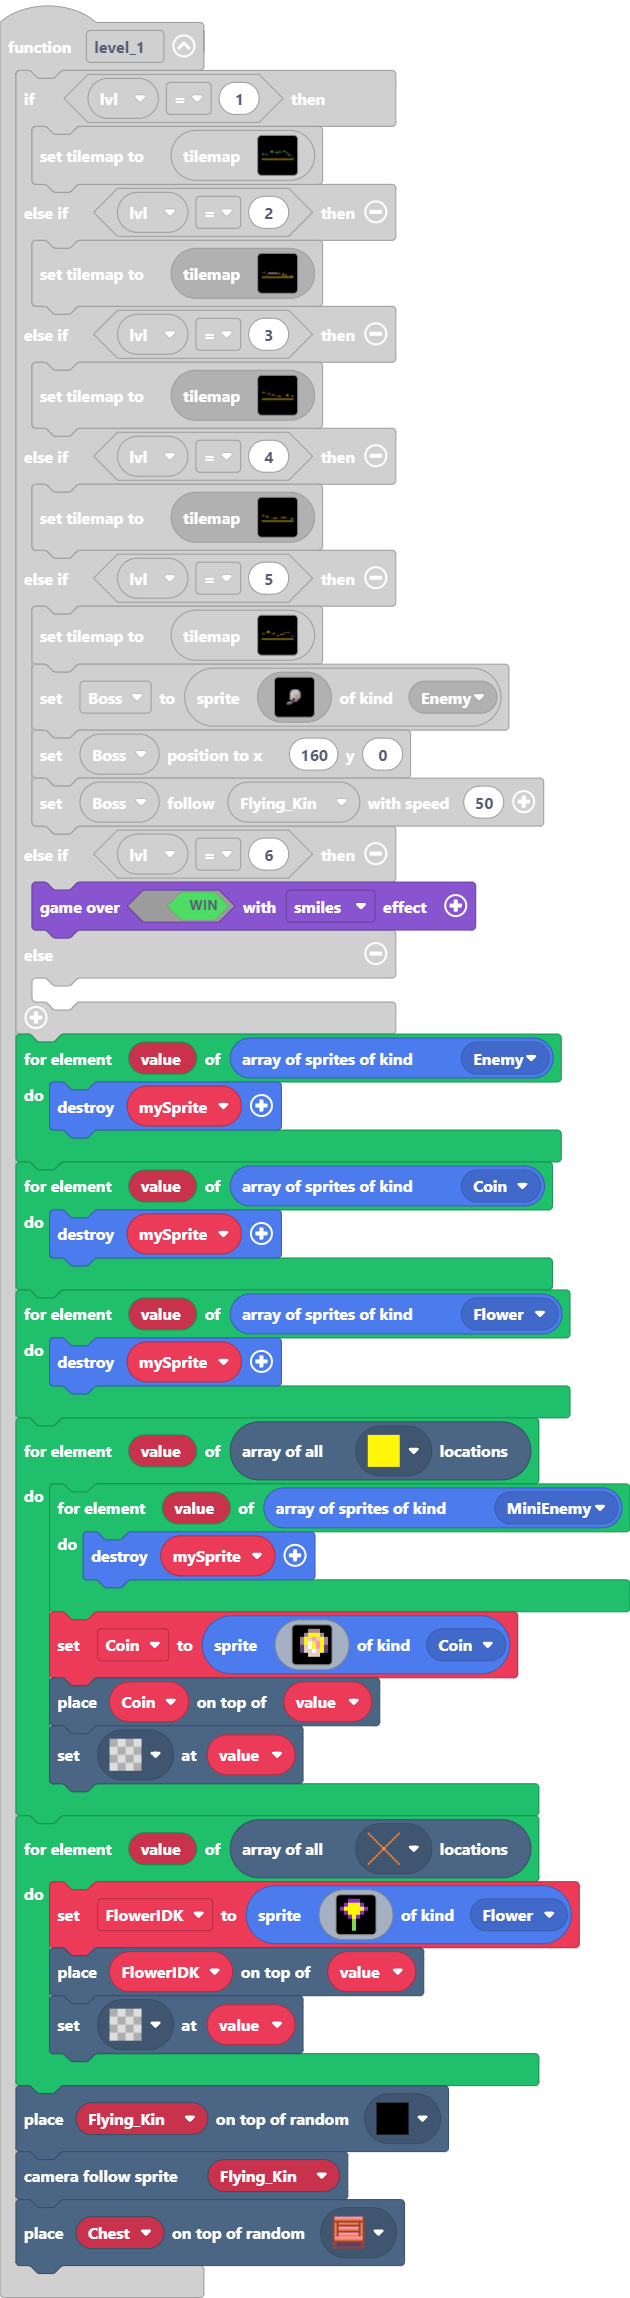 function level_1
if lvl = 1 then
set tilemap to tilemap
else if lvl = 2 then
set tilemap to tilemap
else if lvl = 3 then
set tilemap to tilemap
else if lvl = 4 then
set tilemap to tilemap
else if lvl = 5 then
set tilemap to tilemap
set Boss to sprite of kind Enemy
set Boss position to x 160 y 0
set Boss follow Flying_Kin with speed 50
else if lvl = 6 then
game over WIN with smiles effect
else
for element value of array of sprites of kind Enemy
do destroy mySprite
for element value of array of sprites of kind Coin
do destroy mySprite
for element value of array of sprites of kind Flower
do destroy mySprite
for element value of array of all locations
do for element value of array of sprites of kind MiniEnemy
do destroy mySprite
set Coin to sprite of kind Coin
place Coin on top of value
set at value
for element value of array of all locations
do set FlowerIDK to sprite of kind Flower
place FlowerIDK on top of value
set at value
place Flying_Kin on top of random
camera follow sprite Flying_Kin
place Chest on top of random